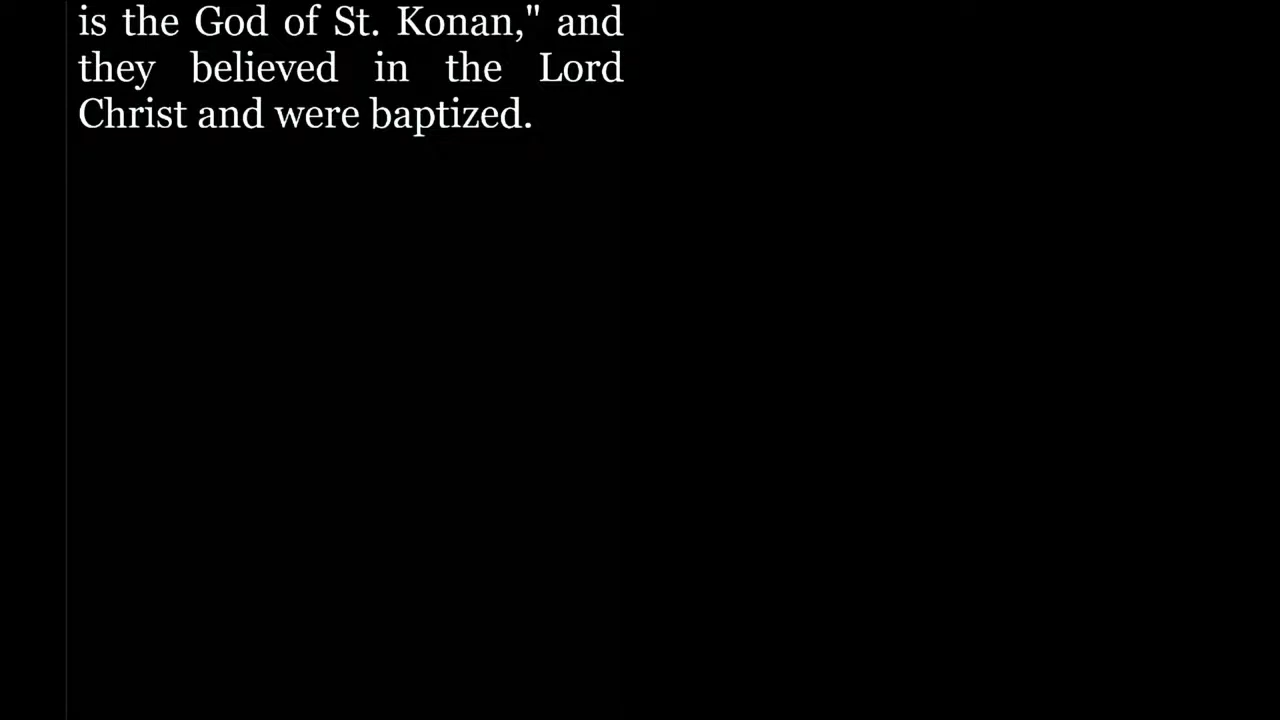 is the God of St. Konan," and
they believed in the Lord
Christ and were baptized.